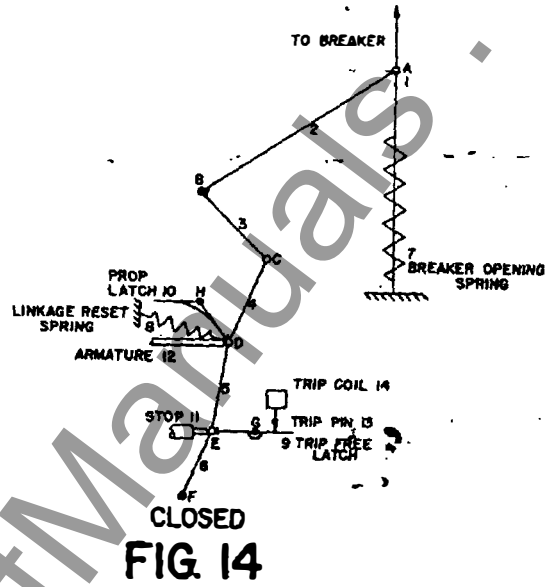 TO BREAKER
A
1
2
B
3
C
7
BREAKER OPENING
SPRING
PROP
LATCH 10
H
4
LINKAGE RESET
SPRING
8
ARMATURE 12
D
5
TRIP COIL 14
STOP 11
G
TRIP PIN 13
E
9 TRIP FREE
LATCH
6
F
CLOSED
FIG. 14
tManuals.